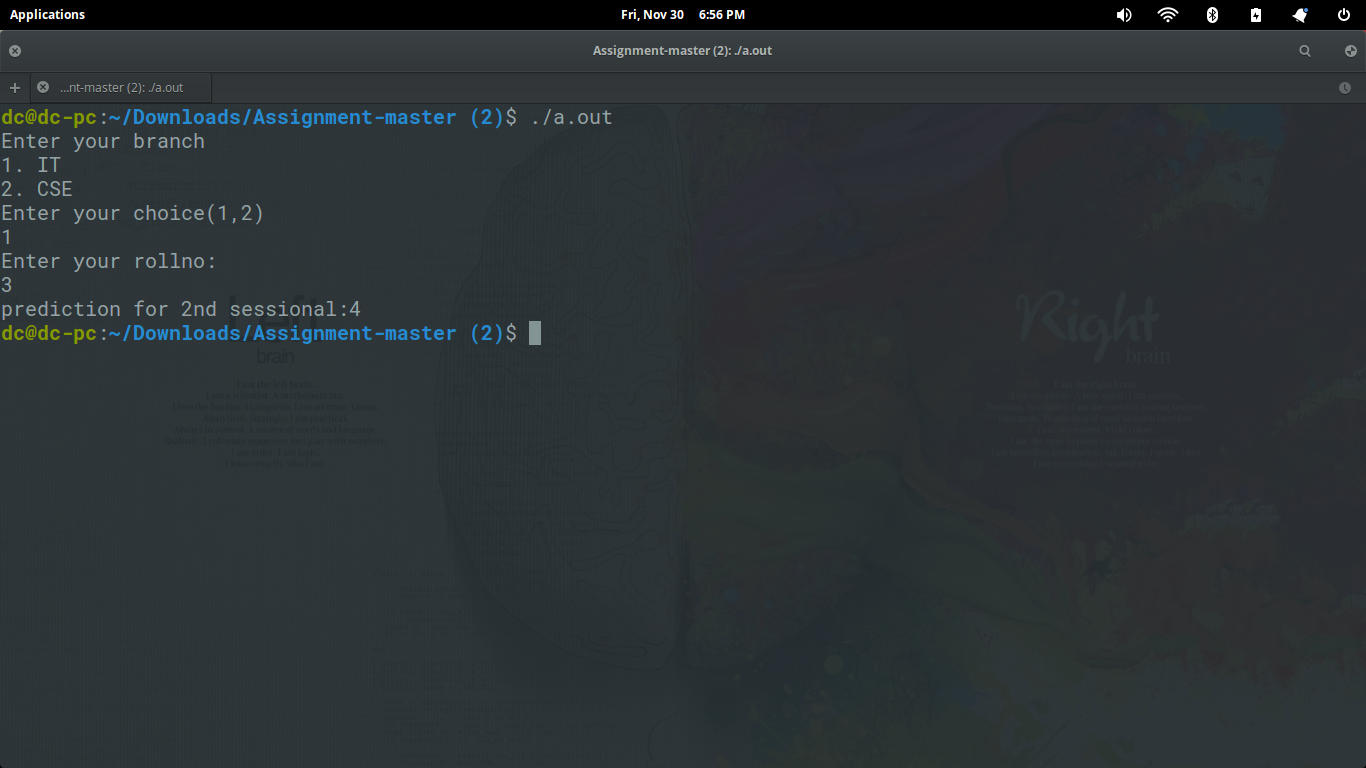 Applications
Fri, Nov 30 6:56 PM
Assignment-master (2): ./a.out
...nt-master (2): ./a.out
dc@dc-pc:~/Downloads/Assignment-master (2)$ ./a.out
Enter your branch
1. IT
2. CSE
Enter your choice(1,2)
1
Enter your rollno:
3
prediction for 2nd sessional:4
dc@dc-pc:~/Downloads/Assignment-master (2)$
Left
brain
Right
brain